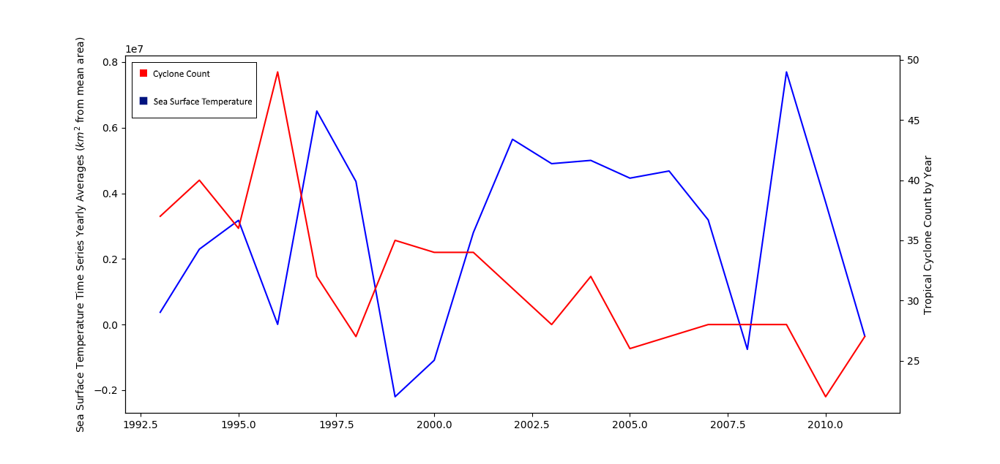 1e7
Cyclone Count
Sea Surface Temperature
0.8
0.6
0.4
0.2
0.0
−0.2
Sea Surface Temperature Time Series Yearly Averages (km² from mean area)
50
45
40
35
30
25
Tropical Cyclone Count by Year
1992.5 1995.0 1997.5 2000.0 2002.5 2005.0 2007.5 2010.0